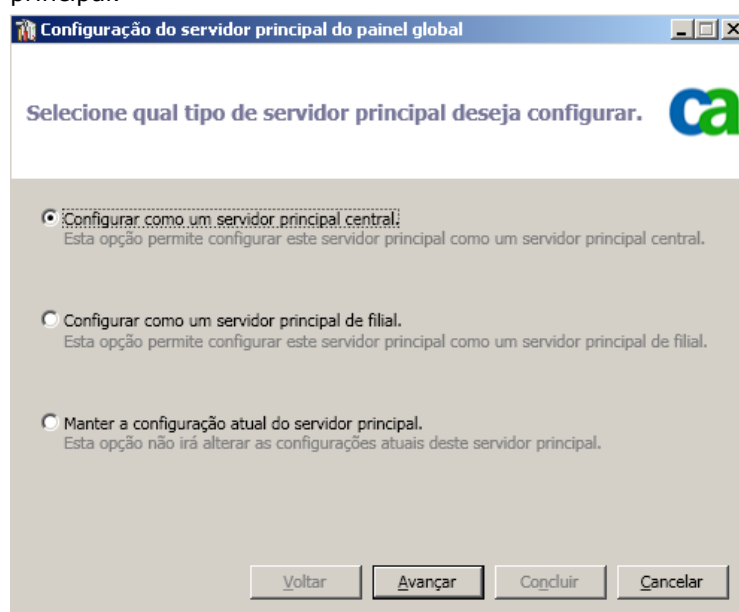 principal.
Configuração do servidor principal do painel global
Selecione qual tipo de servidor principal deseja configurar.
ca
Configurar como um servidor principal central.
Esta opção permite configurar este servidor principal como um servidor principal central.
Configurar como um servidor principal de filial.
Esta opção permite configurar este servidor principal como um servidor principal de filial.
Manter a configuração atual do servidor principal.
Esta opção não irá alterar as configurações atuais deste servidor principal.
Voltar Avançar Concluir Cancelar